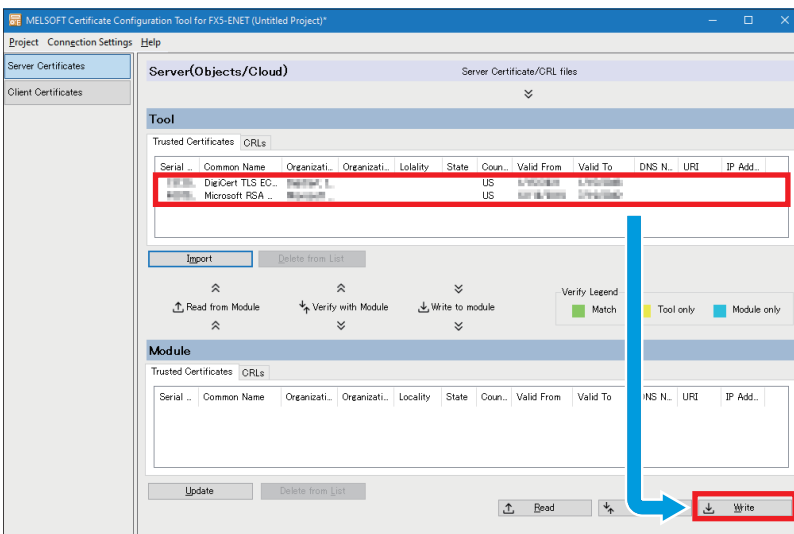 MELSOFT Certificate Configuration Tool for FX5-ENET (Untitled Project)*
Project Connection Settings Help
Server Certificates
Client Certificates
Server(Objects/Cloud) Server Certificate/CRL files
Tool
Trusted Certificates CRLs
Serial ... Common Name Organizati... Organizati... Lolality State Coun... Valid From Valid To DNS N... URI IP Add...
DigiCert TLS EC... US
Microsoft RSA ... US
Import Delete from List
Read from Module Verify with Module Write to module
Verify Legend
Match Tool only Module only
Module
Trusted Certificates CRLs
Serial ... Common Name Organizati... Organizati... Locality State Coun... Valid From Valid To NS N... URI IP Add...
Update Delete from List
Read Write